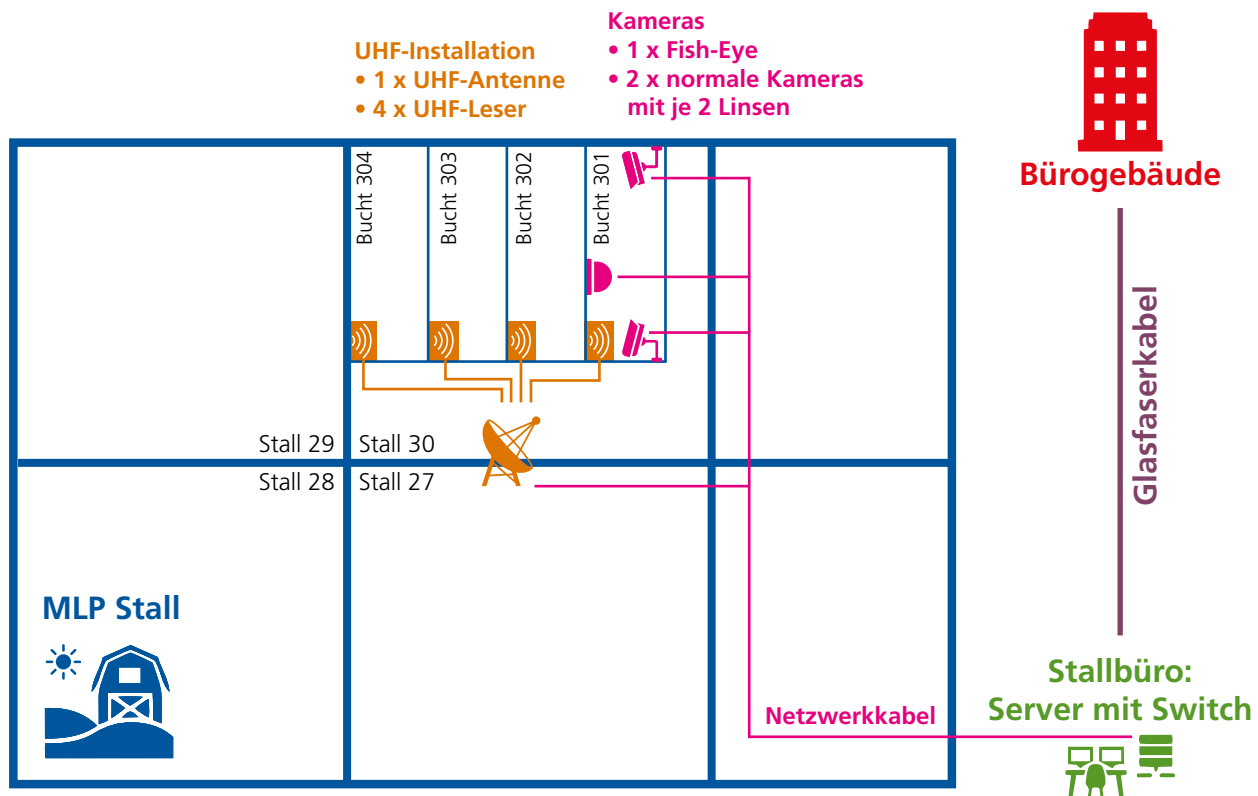 UHF-Installation
• 1 x UHF-Antenne
• 4 x UHF-Leser
Kameras
• 1 x Fish-Eye
• 2 x normale Kameras
mit je 2 Linsen
Bürogebäude
Bucht 304
Bucht 303
Bucht 302
Bucht 301
Glasfaserkabel
Stall 29
Stall 30
Stall 28
Stall 27
MLP Stall
Stallbüro:
Server mit Switch
Netzwerkkabel